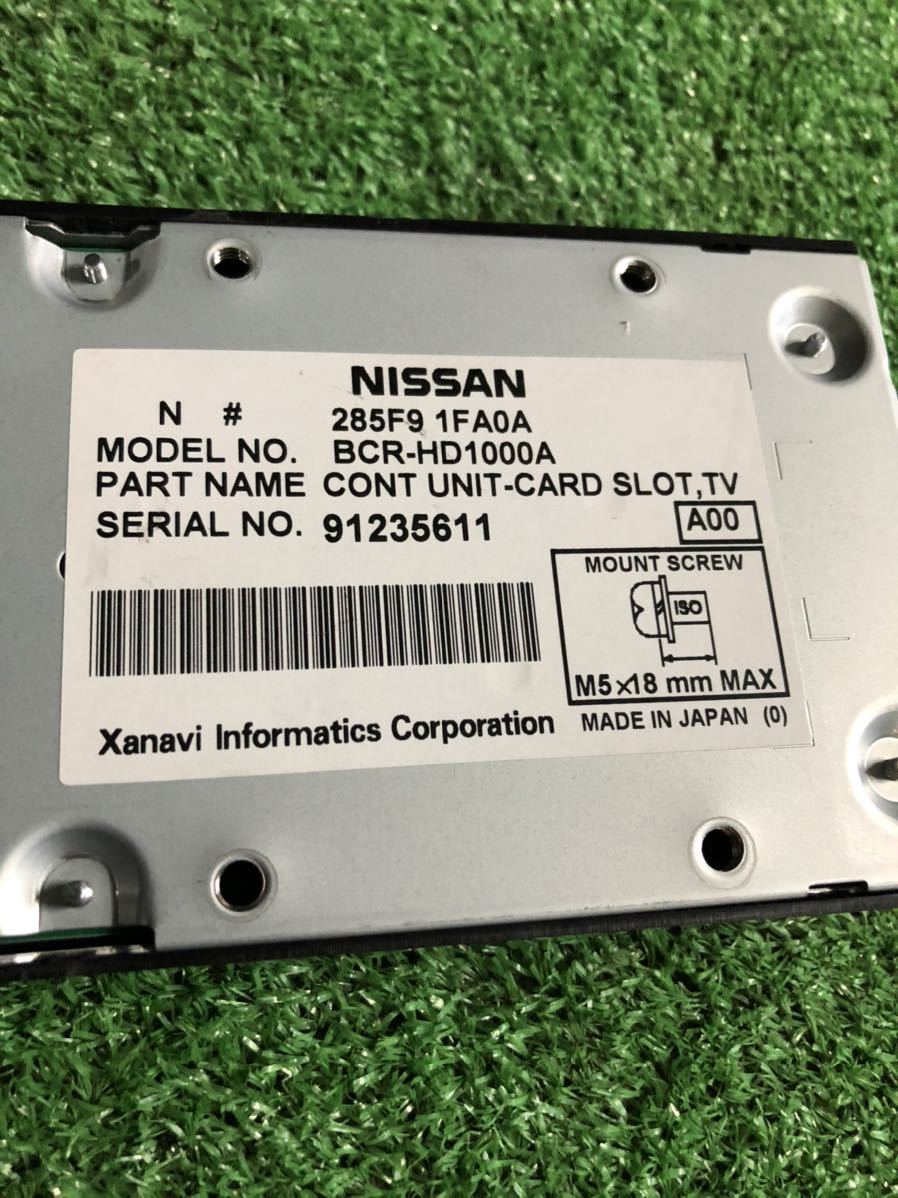 NISSAN
N # 285F9 1FA0A
MODEL NO. BCR-HD1000A
PART NAME CONT UNIT-CARD SLOT,TV
SERIAL NO. 91235611
A00
MOUNT SCREW
ISO
M5×18 mm MAX
Xanavi Informatics Corporation
MADE IN JAPAN (0)